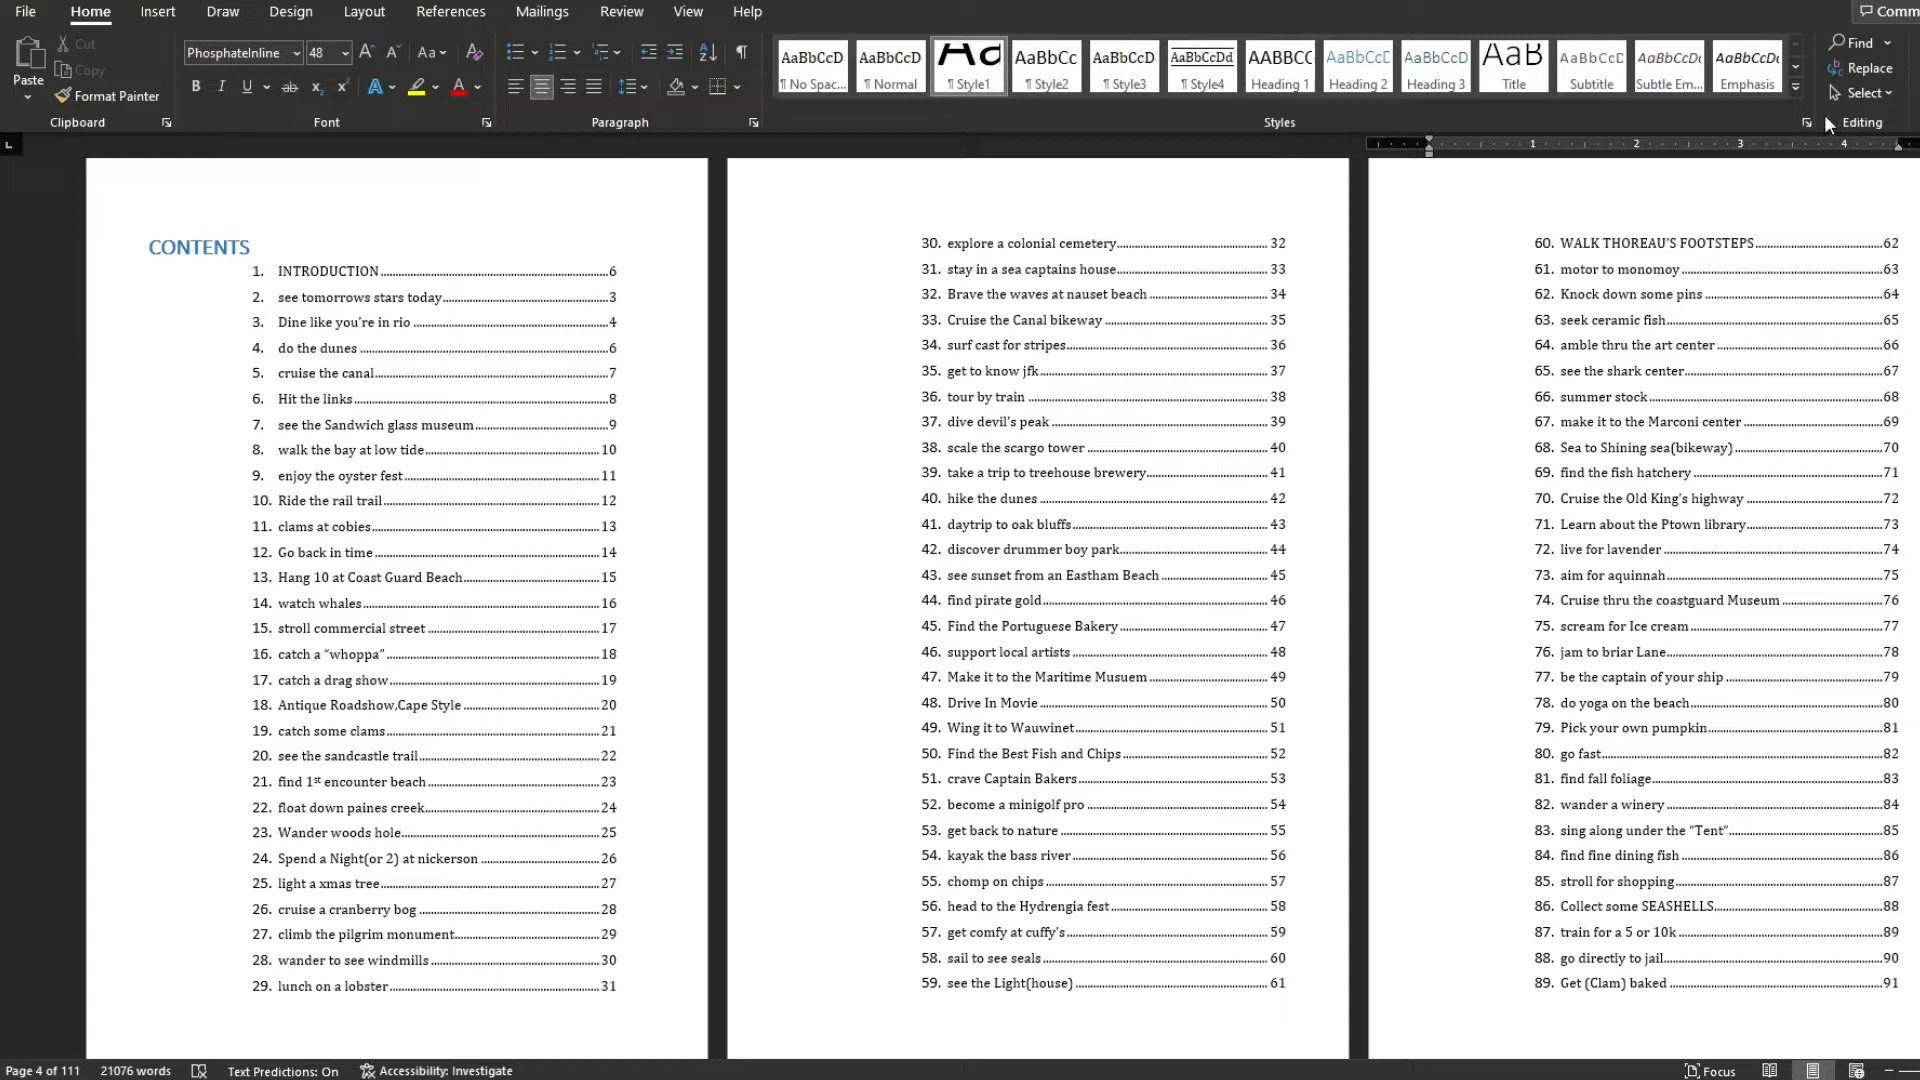 File Home Insert Draw Design Layout References Mailings Review View Help
Paste
Cut
Copy
Format Painter
Clipboard
PhosphateInline 48
Font
Paragraph
AaBbCcD AaBbCcD AaBbCc AaBbCcD AaBbCcDd AABBCC AaBbCcD AaBbCcD AaB AaBbCcD AaBbCcDc AaBbCcDc
¶ No Spac... ¶ Normal ¶ Style1 ¶ Style2 ¶ Style3 ¶ Style4 Heading 1 Heading 2 Heading 3 Title Subtitle Subtle Em... Emphasis
Styles
Comm
Find
Replace
Select
Editing
1 2 3 4
CONTENTS
1. INTRODUCTION 6
2. see tomorrows stars today 3
3. Dine like you're in rio 4
4. do the dunes 6
5. cruise the canal 7
6. Hit the links 8
7. see the Sandwich glass museum 9
8. walk the bay at low tide 10
9. enjoy the oyster fest 11
10. Ride the rail trail 12
11. clams at cobies 13
12. Go back in time 14
13. Hang 10 at Coast Guard Beach 15
14. watch whales 16
15. stroll commercial street 17
16. catch a “whoppa” 18
17. catch a drag show 19
18. Antique Roadshow,Cape Style 20
19. catch some clams 21
20. see the sandcastle trail 22
21. find 1st encounter beach 23
22. float down paines creek 24
23. Wander woods hole 25
24. Spend a Night(or 2) at nickerson 26
25. light a xmas tree 27
26. cruise a cranberry bog 28
27. climb the pilgrim monument 29
28. wander to see windmills 30
29. lunch on a lobster 31
30. explore a colonial cemetery 32
31. stay in a sea captains house 33
32. Brave the waves at nauset beach 34
33. Cruise the Canal bikeway 35
34. surf cast for stripes 36
35. get to know jfk 37
36. tour by train 38
37. dive devil's peak 39
38. scale the scargo tower 40
39. take a trip to treehouse brewery 41
40. hike the dunes 42
41. daytrip to oak bluffs 43
42. discover drummer boy park 44
43. see sunset from an Eastham Beach 45
44. find pirate gold 46
45. Find the Portuguese Bakery 47
46. support local artists 48
47. Make it to the Maritime Musuem 49
48. Drive In Movie 50
49. Wing it to Wauwinet 51
50. Find the Best Fish and Chips 52
51. crave Captain Bakers 53
52. become a minigolf pro 54
53. get back to nature 55
54. kayak the bass river 56
55. chomp on chips 57
56. head to the Hydrengia fest 58
57. get comfy at cuffy's 59
58. sail to see seals 60
59. see the Light(house) 61
60. WALK THOREAU'S FOOTSTEPS 62
61. motor to monomoy 63
62. Knock down some pins 64
63. seek ceramic fish 65
64. amble thru the art center 66
65. see the shark center 67
66. summer stock 68
67. make it to the Marconi center 69
68. Sea to Shining sea(bikeway) 70
69. find the fish hatchery 71
70. Cruise the Old King's highway 72
71. Learn about the Ptown library 73
72. live for lavender 74
73. aim for aquinnah 75
74. Cruise thru the coastguard Museum 76
75. scream for Ice cream 77
76. jam to briar Lane 78
77. be the captain of your ship 79
78. do yoga on the beach 80
79. Pick your own pumpkin 81
80. go fast 82
81. find fall foliage 83
82. wander a winery 84
83. sing along under the “Tent” 85
84. find fine dining fish 86
85. stroll for shopping 87
86. Collect some SEASHELLS 88
87. train for a 5 or 10k 89
88. go directly to jail 90
89. Get (Clam) baked 91
Page 4 of 111 21076 words Text Predictions: On Accessibility: Investigate Focus